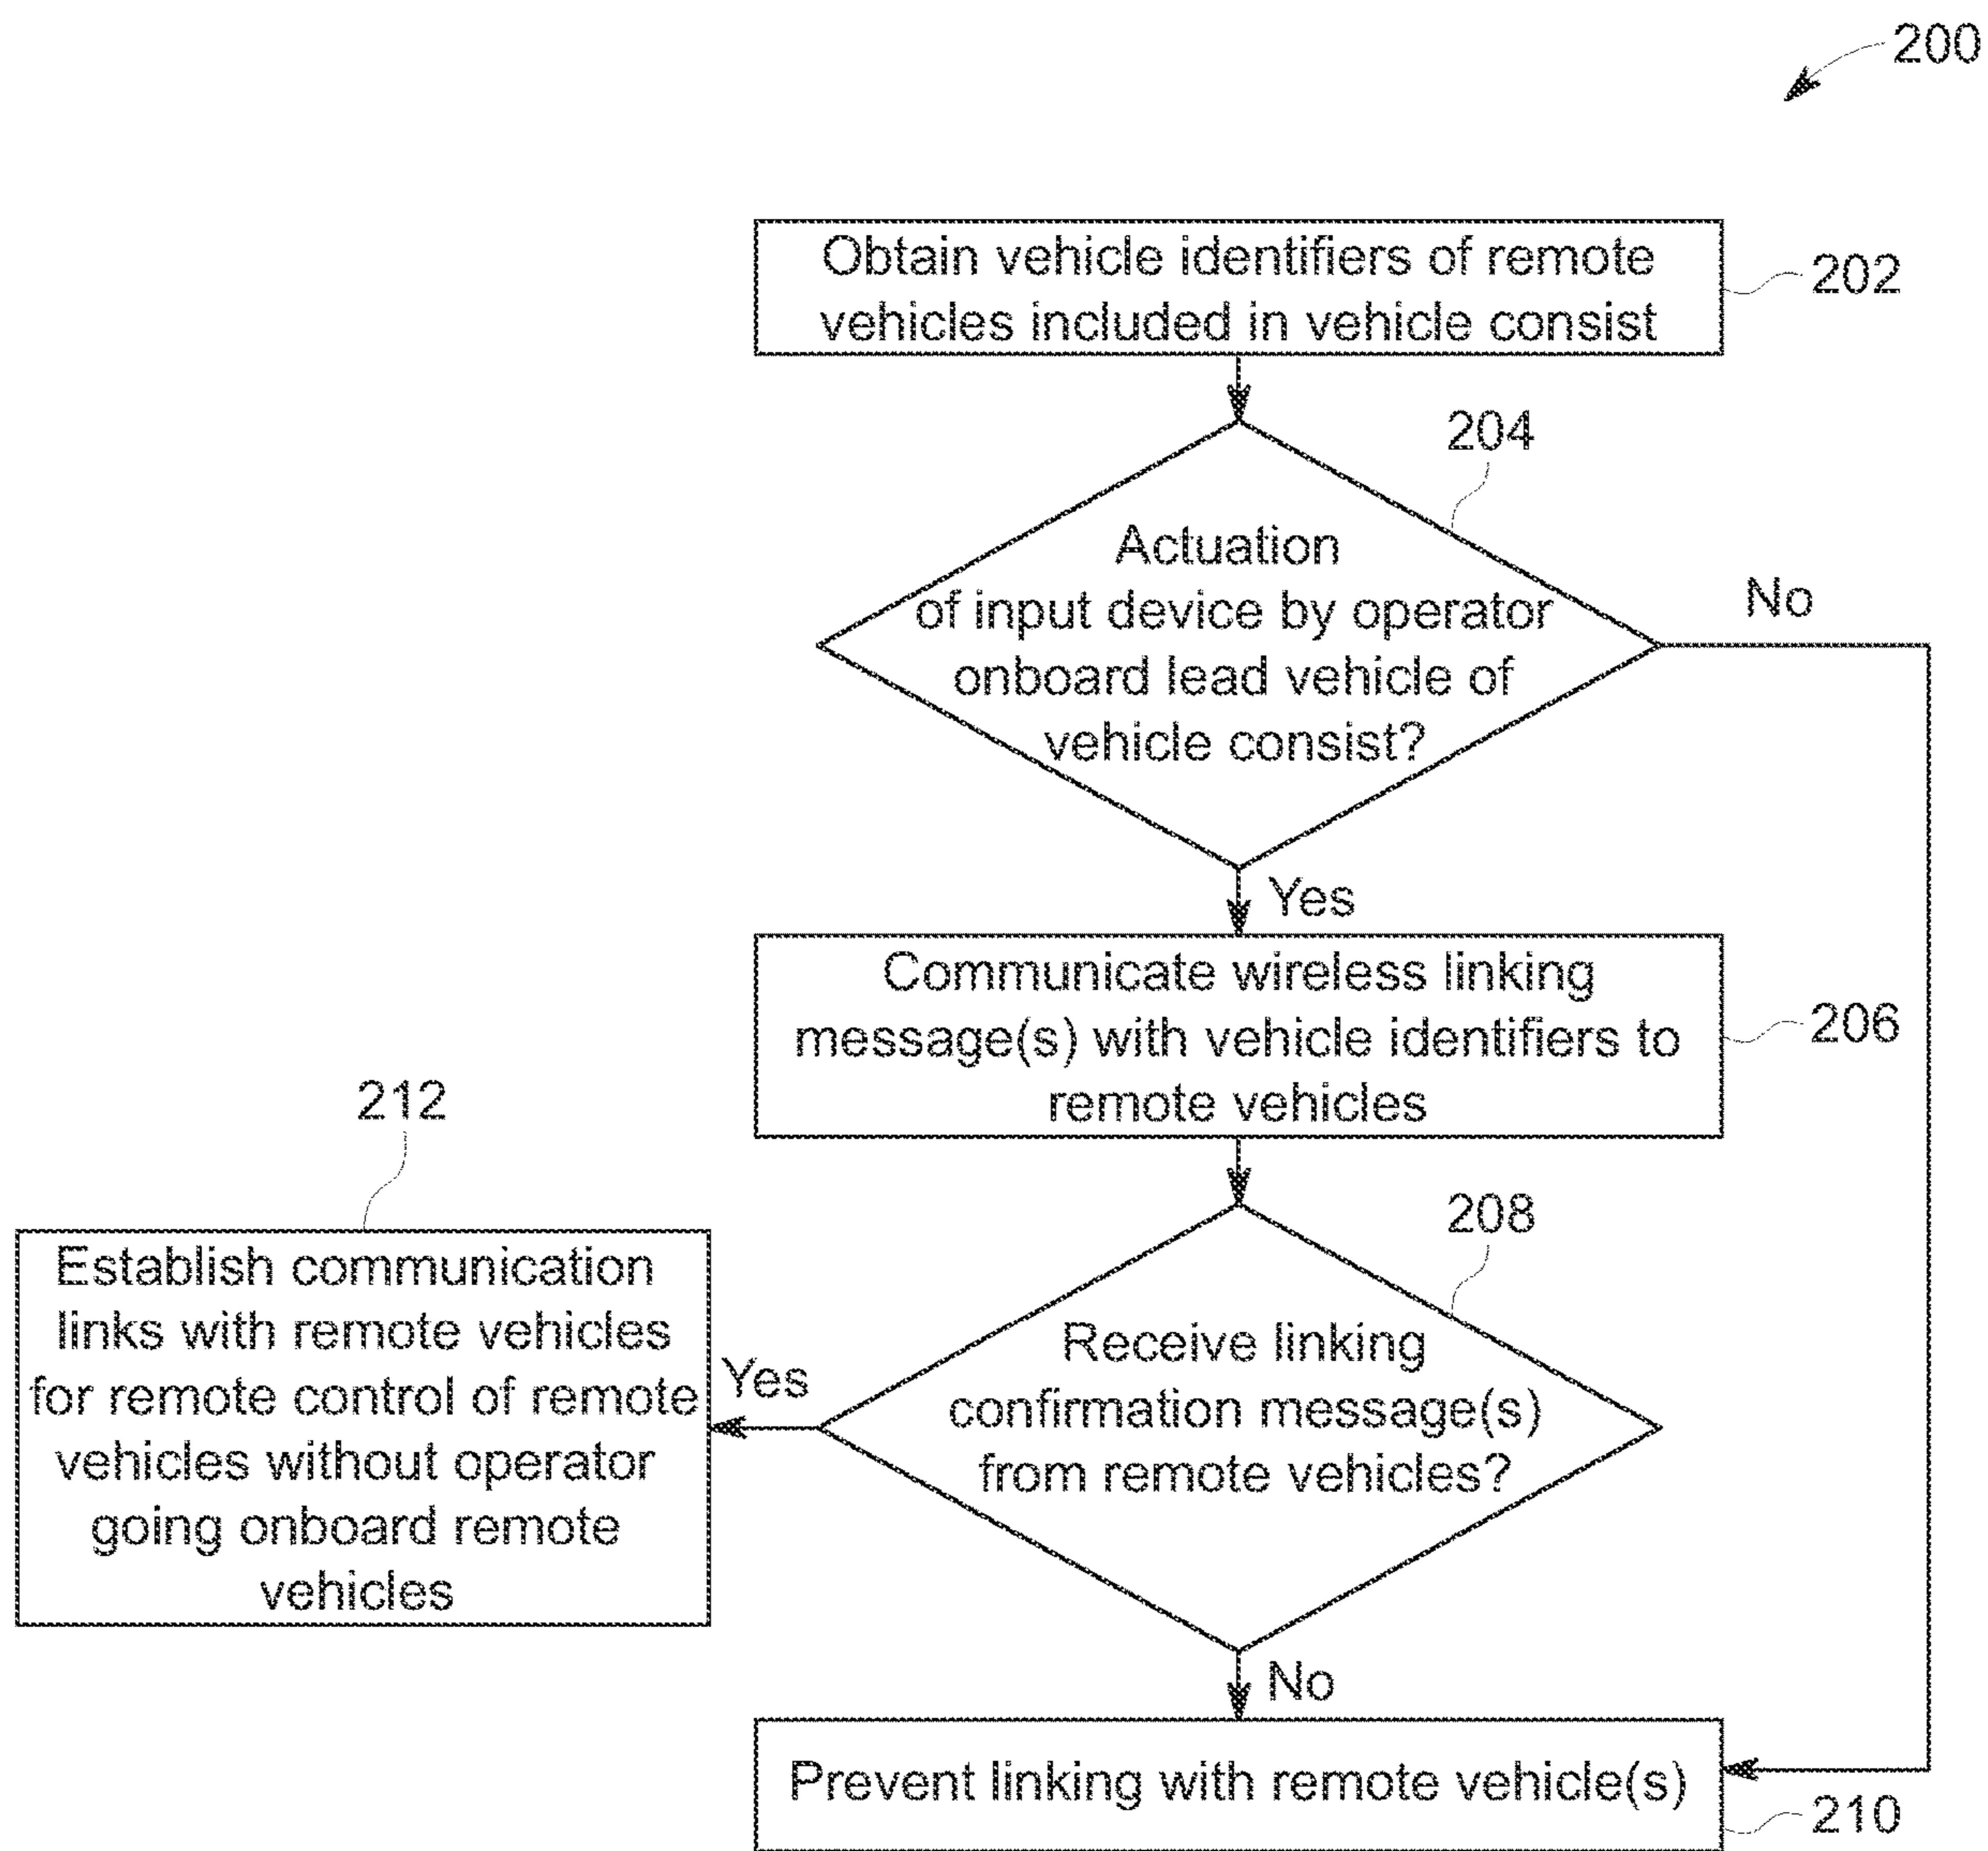 200
Obtain vehicle identifiers of remote
vehicles included in vehicle consist
202
204
Actuation
of input device by operator
onboard lead vehicle of
vehicle consist?
No
Yes
Communicate wireless linking
message(s) with vehicle identifiers to
remote vehicles
206
208
Receive linking
confirmation message(s)
from remote vehicles?
Yes
212
Establish communication
links with remote vehicles
for remote control of remote
vehicles without operator
going onboard remote
vehicles
No
Prevent linking with remote vehicle(s)
210